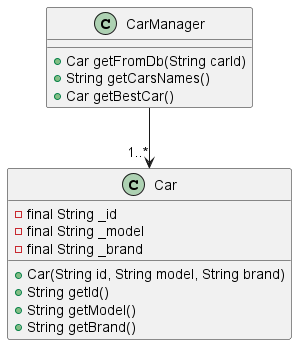 C CarManager
Car getFromDb(String carId)
String getCarsNames()
Car getBestCar()
1..*
C Car
final String _id
final String _model
final String _brand
Car(String id, String model, String brand)
String getId()
String getModel()
String getBrand()